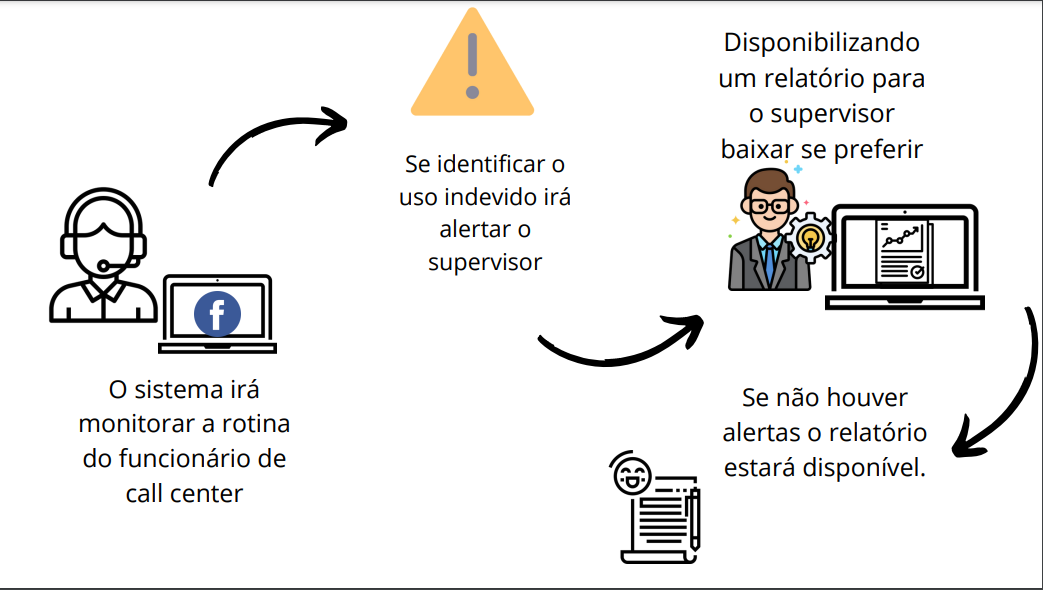 O sistema irá
monitorar a rotina
do funcionário de
call center
Se identificar o
uso indevido irá
alertar o
supervisor
Disponibilizando
um relatório para
o supervisor
baixar se preferir
Se não houver
alertas o relatório
estará disponível.